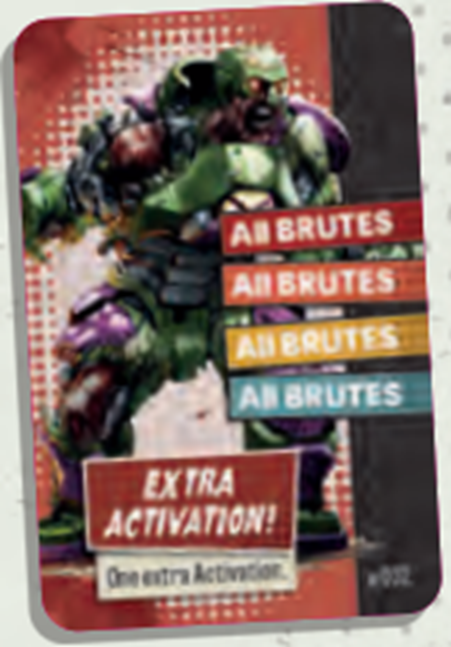 All BRUTES
All BRUTES
All BRUTES
All BRUTES
EXTRA
ACTIVATION!
One extra Activation.